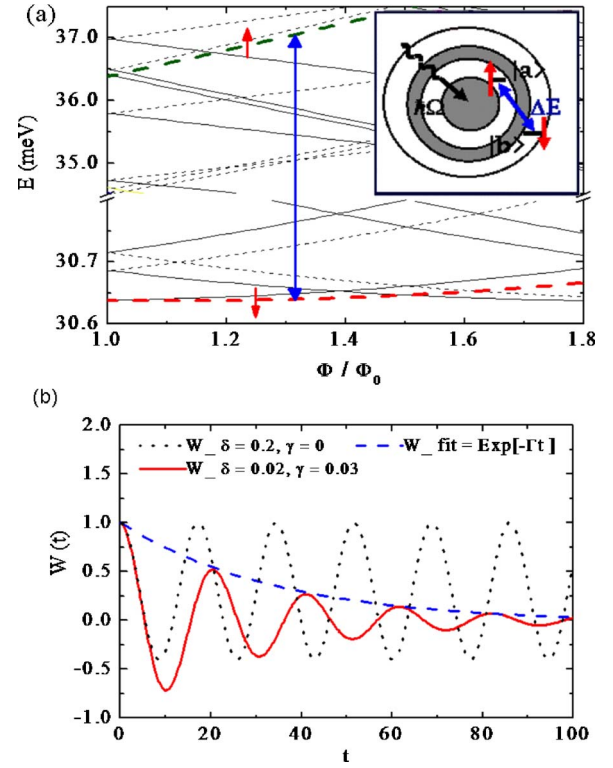 (a)
37.0
36.0
35.0
30.7
30.6
E (meV)
ħΩ
|a>
ΔE
|b>
1.0 1.2 1.4 1.6 1.8
Φ / Φ0
(b)
2.0
1.5
1.0
0.5
0.0
-0.5
-1.0
W (t)
W_ δ = 0.2, γ = 0
W_ fit = Exp[-Γt ]
W_ δ = 0.02, γ = 0.03
0 20 40 60 80 100
t